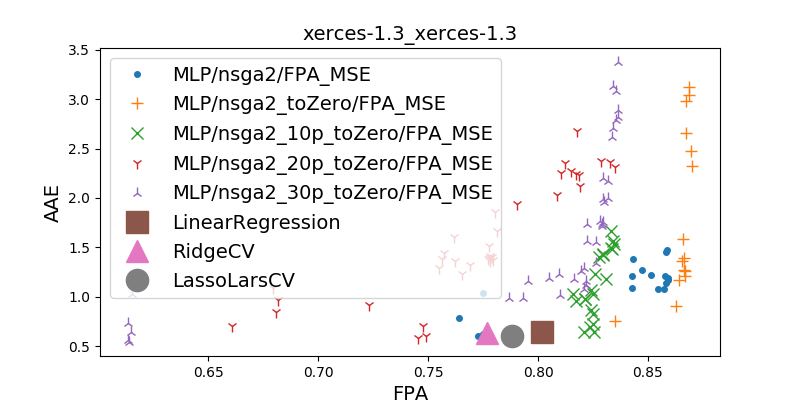 xerces-1.3_xerces-1.3
3.5
3.0
2.5
2.0
1.5
1.0
0.5
AAE
MLP/nsga2/FPA_MSE
MLP/nsga2_toZero/FPA_MSE
MLP/nsga2_10p_toZero/FPA_MSE
MLP/nsga2_20p_toZero/FPA_MSE
MLP/nsga2_30p_toZero/FPA_MSE
LinearRegression
RidgeCV
LassoLarsCV
0.65 0.70 0.75 0.80 0.85
FPA